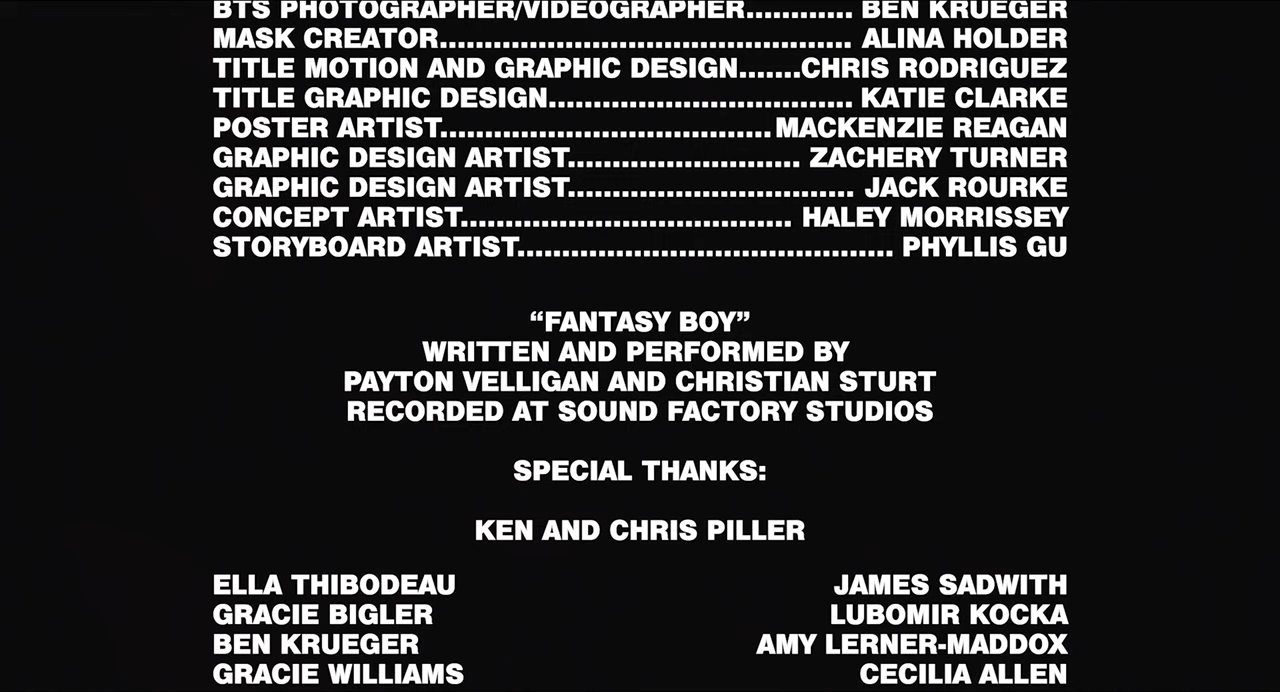 BTS PHOTOGRAPHER/VIDEOGRAPHER............ BEN KRUEGER
MASK CREATOR.............................................. ALINA HOLDER
TITLE MOTION AND GRAPHIC DESIGN.......CHRIS RODRIGUEZ
TITLE GRAPHIC DESIGN.................................. KATIE CLARKE
POSTER ARTIST.....................................MACKENZIE REAGAN
GRAPHIC DESIGN ARTIST.......................... ZACHERY TURNER
GRAPHIC DESIGN ARTIST................................ JACK ROURKE
CONCEPT ARTIST..................................... HALEY MORRISSEY
STORYBOARD ARTIST.......................................... PHYLLIS GU
“FANTASY BOY”
WRITTEN AND PERFORMED BY
PAYTON VELLIGAN AND CHRISTIAN STURT
RECORDED AT SOUND FACTORY STUDIOS
SPECIAL THANKS:
KEN AND CHRIS PILLER
ELLA THIBODEAU JAMES SADWITH
GRACIE BIGLER LUBOMIR KOCKA
BEN KRUEGER AMY LERNER-MADDOX
GRACIE WILLIAMS CECILIA ALLEN